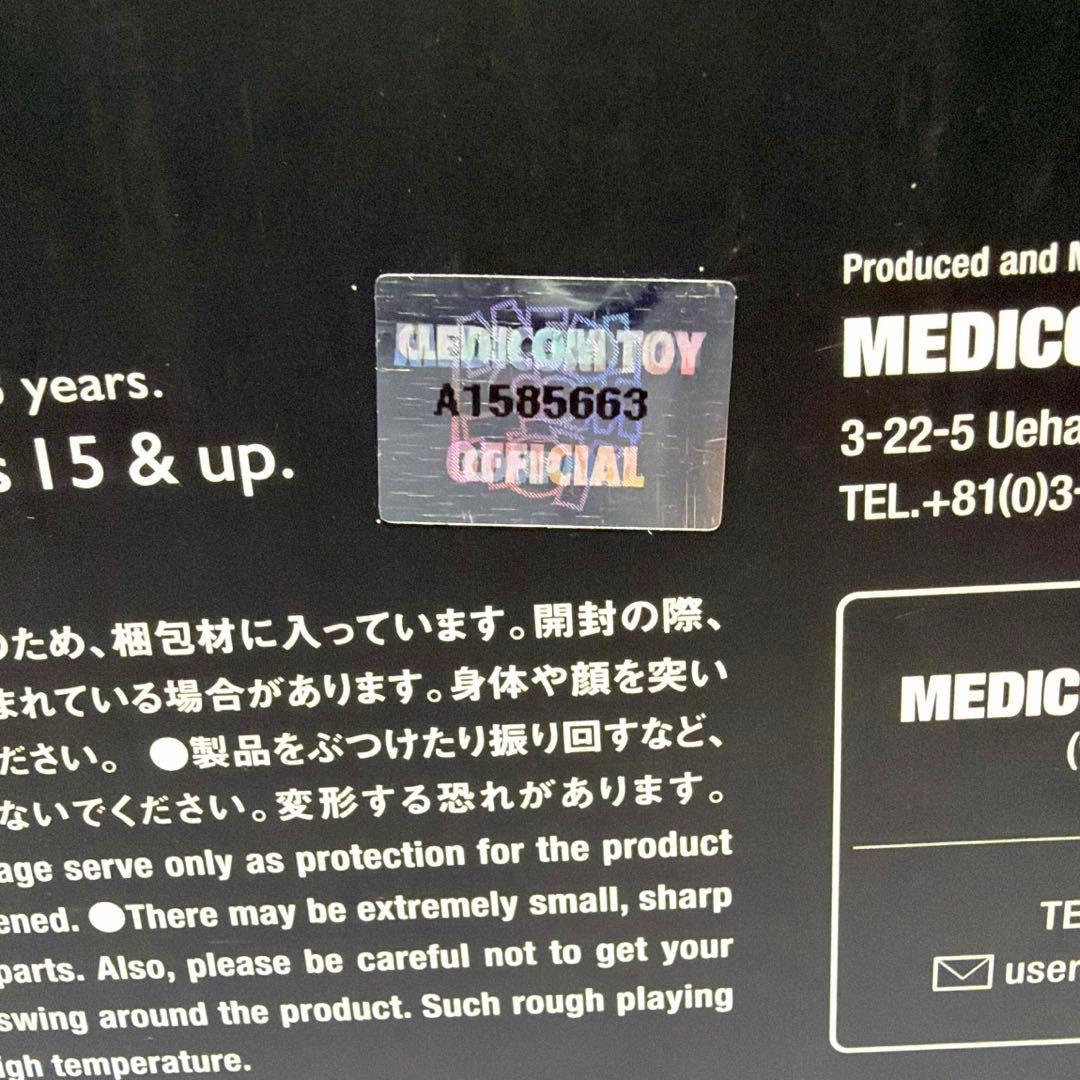 years.
15 & up.
MEDICOM TOY
A1585663
OFFICIAL
Produced and
MEDICO
3-22-5 Ueha
TEL.+81(0)3-
のため、梱包材に入っています。開封の際、
まれている場合があります。身体や顔を突い
ださい。 ●製品をぶつけたり振り回すなど、
ないでください。変形する恐れがあります。
age serve only as protection for the product
ened. ●There may be extremely small, sharp
parts. Also, please be careful not to get your
swing around the product. Such rough playing
igh temperature.
MEDIC
(
TE
user